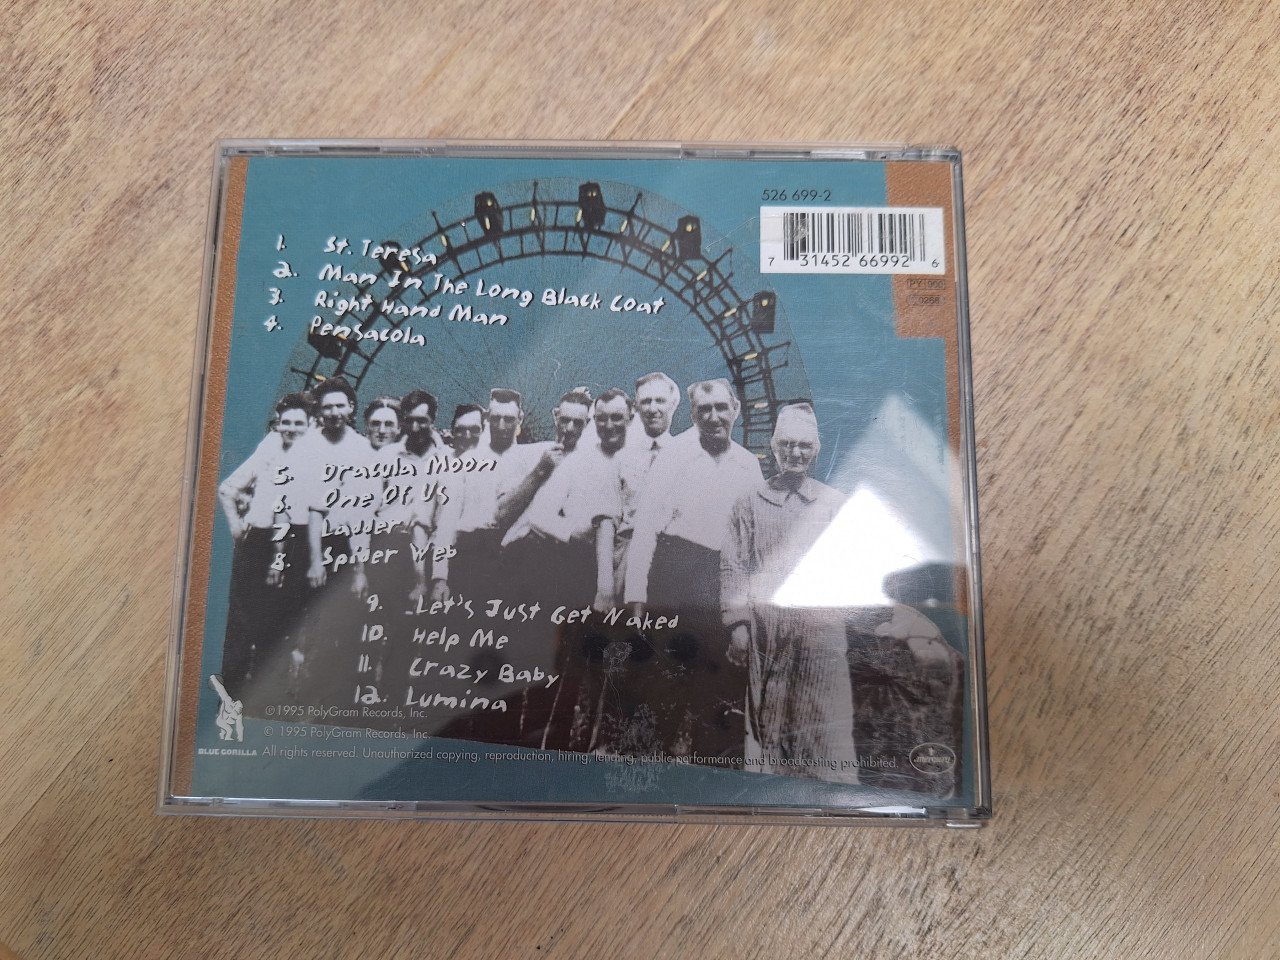 526 699-2
7 31452 66992 6
PY 900
1. St. Teresa
2. Man In The Long Black Coat
3. Right Hand Man
4. Pensacola
5. Dracula Moon
6. One Of Us
7. Ladder
8. Spider Web
9. Let's Just Get Naked
10. Help Me
11. Crazy Baby
12. Lumina
℗1995 PolyGram Records, Inc.
© 1995 PolyGram Records, Inc.
BLUE GORILLA
All rights reserved. Unauthorized copying, reproduction, hiring, lending, public performance and broadcasting prohibited.
mercury